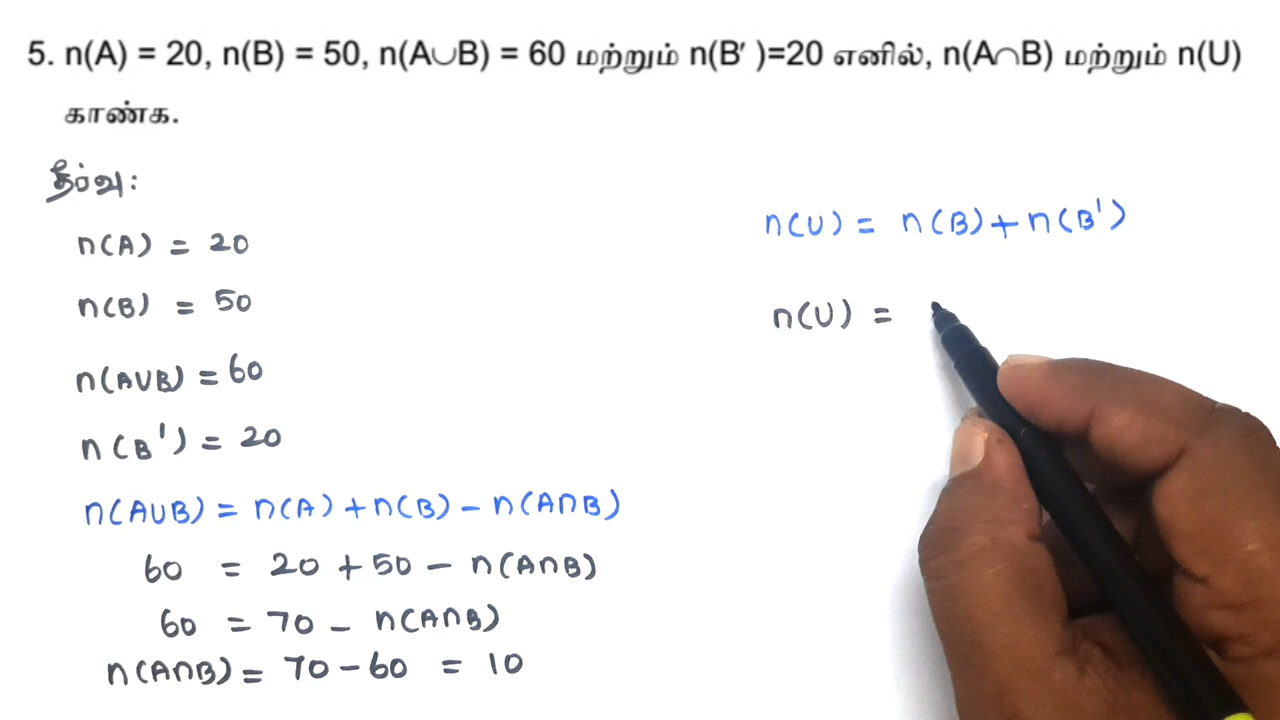 5. n(A) = 20, n(B) = 50, n(A∪B) = 60 மற்றும் n(B′ )=20 எனில், n(A∩B) மற்றும் n(U)
காண்க.
தீர்வு:
n(A) = 20
n(B) = 50
n(A∪B) = 60
n(B') = 20
n(A∪B) = n(A) + n(B) - n(A∩B)
60 = 20 + 50 - n(A∩B)
60 = 70 - n(A∩B)
n(A∩B) = 70 - 60 = 10
n(U) = n(B) + n(B')
n(U) =